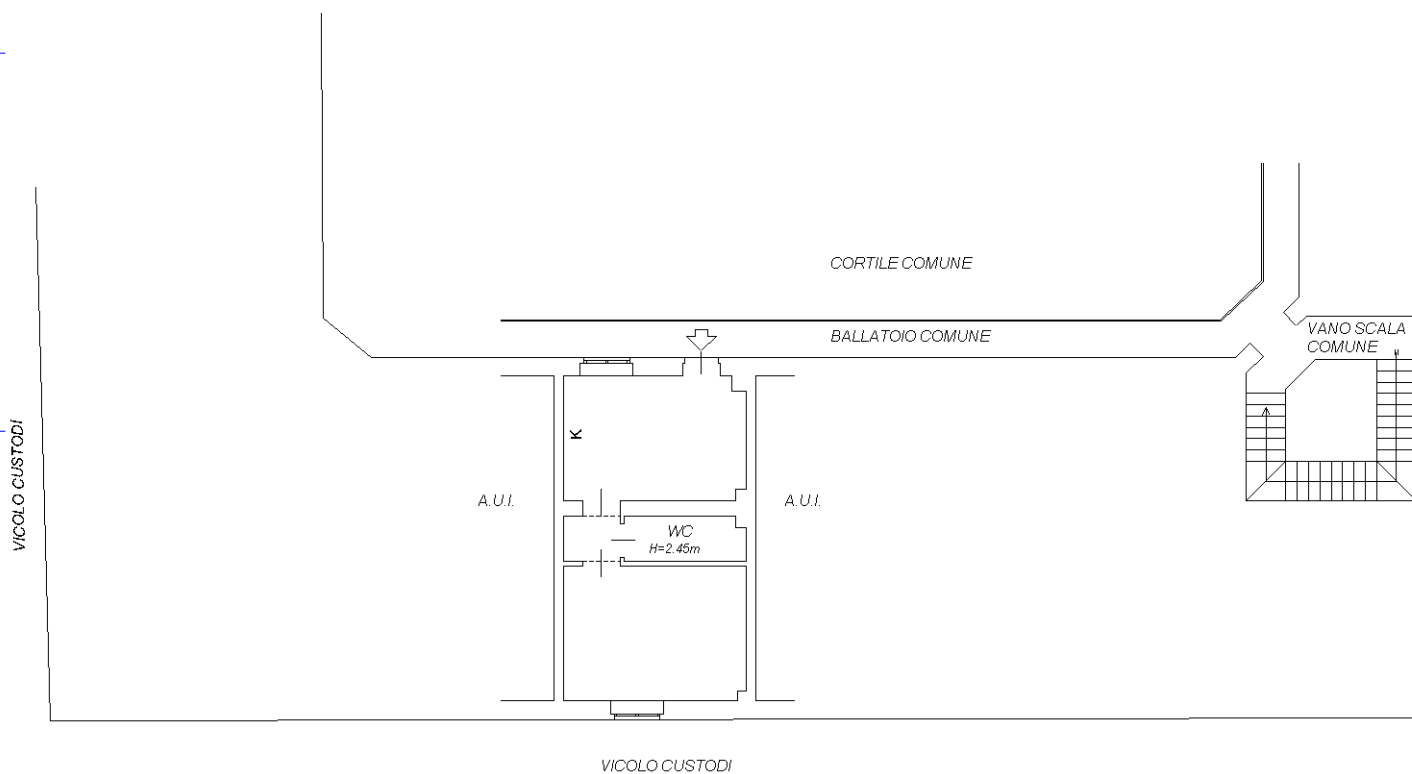 CORTILE COMUNE
BALLATOIO COMUNE
VANO SCALA
COMUNE
K
VICOLO CUSTODI
A.U.I.
A.U.I.
WC
H=2.45m
VICOLO CUSTODI